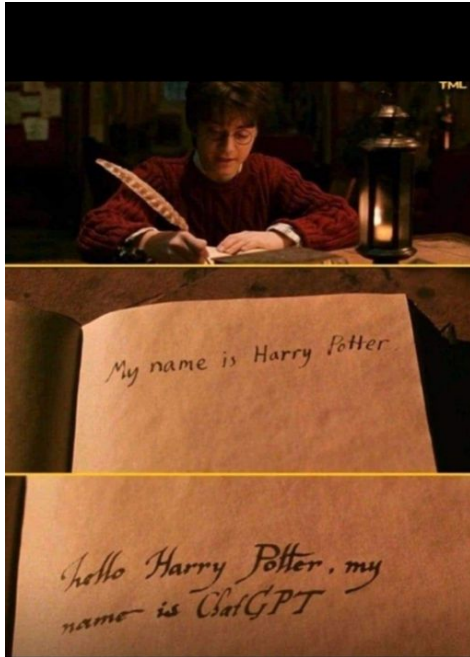 TML
My name is Harry Potter
hello Harry Potter, my
name is ChatGPT